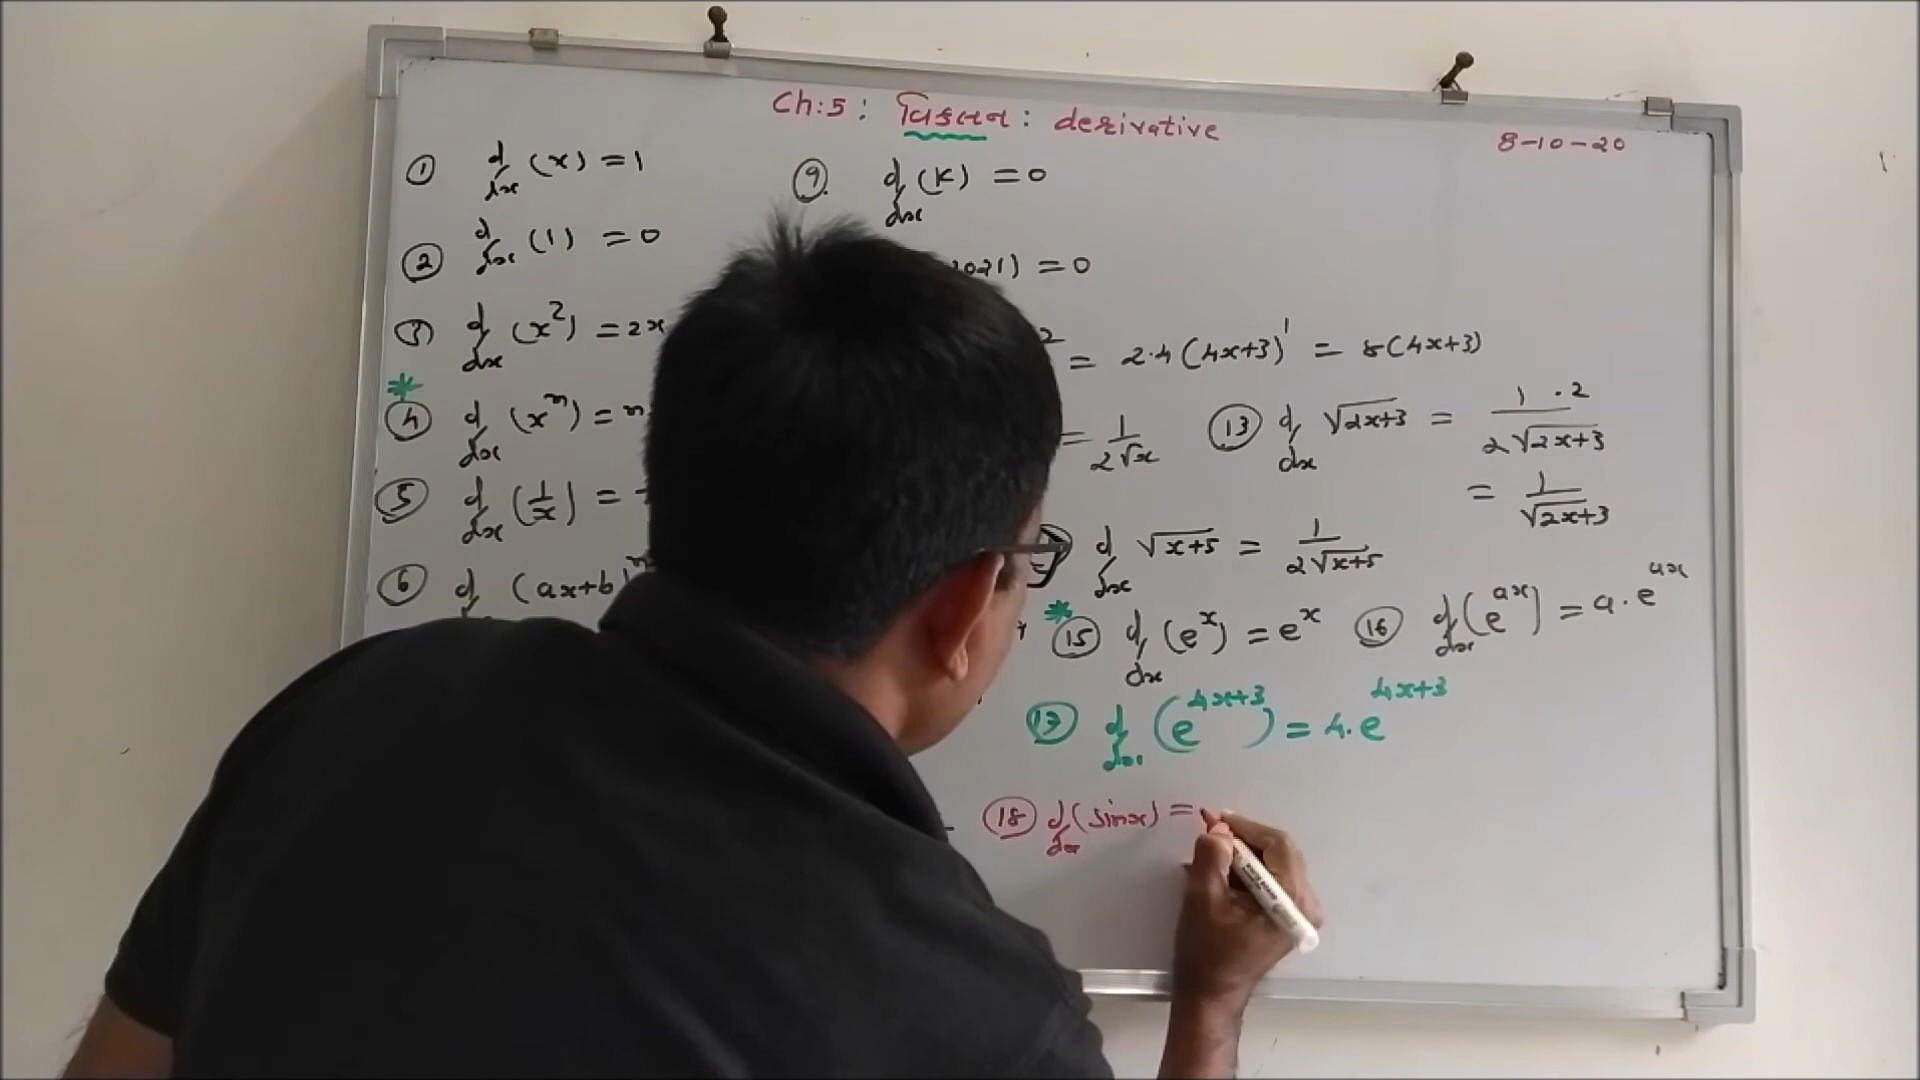 Ch:5: વિકલન: derivative
8-10-20
① d/dx (x) = 1
② d/dx (1) = 0
③ d/dx (x²) = 2x
* ④ d/dx (xⁿ) = n
⑤ d/dx (1/x) = -
⑥ d (ax+b)ⁿ
⑨. d/dx (k) = 0
2021) = 0
² = 2·4(4x+3)¹ = 8(4x+3)
= 1/2√x
⑬ d/dx √2x+3 = 1·2/2√2x+3
= 1/√2x+3
d/dx √x+5 = 1/2√x+5
* ⑮ d/dx (eˣ) = eˣ
⑯ d/dx (e^ax) = a.e^ax
⑰ d/dx (e^4x+3) = 4.e^4x+3
⑱ d/dx (sinx) =